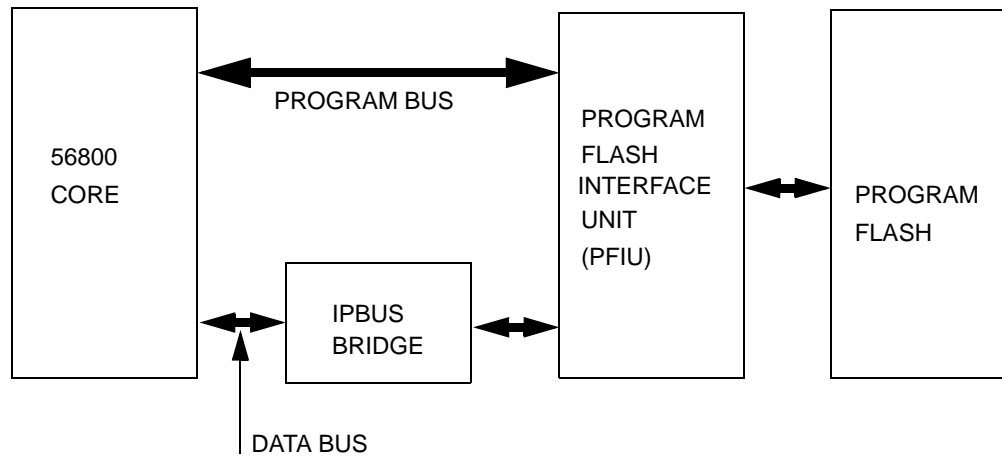 56800
CORE
PROGRAM BUS
PROGRAM
FLASH
INTERFACE
UNIT
(PFIU)
PROGRAM
FLASH
IPBUS
BRIDGE
DATA BUS